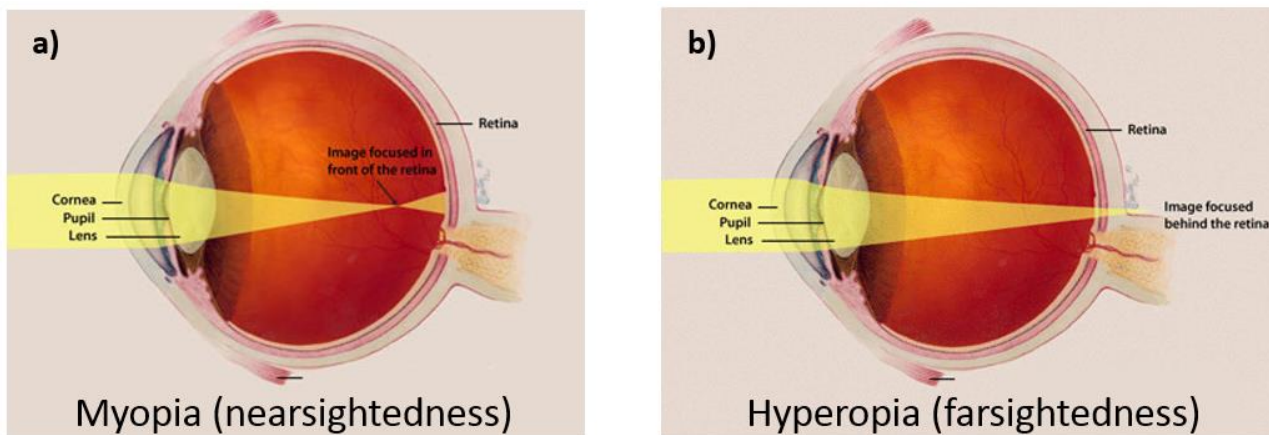 a)
Retina
Image focused in
front of the retina
Cornea
Pupil
Lens
Myopia (nearsightedness)
b)
Retina
Cornea
Pupil
Lens
Image focused
behind the retina
Hyperopia (farsightedness)